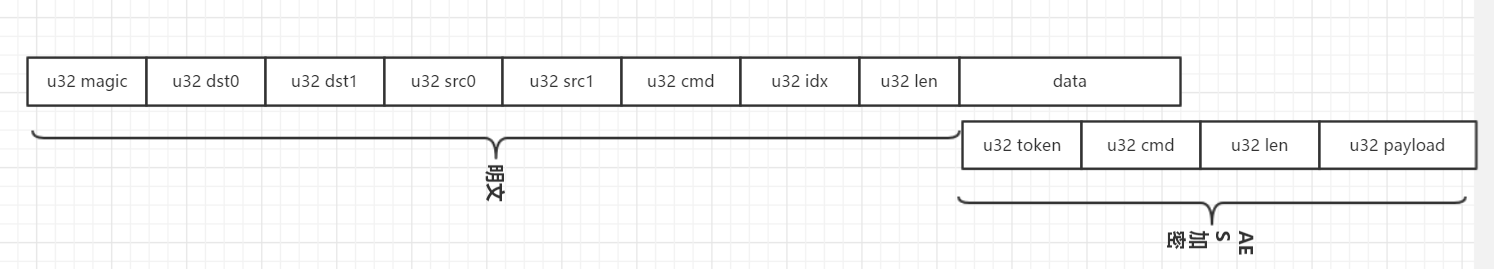 u32 magic
u32 dst0
u32 dst1
u32 src0
u32 src1
u32 cmd
u32 idx
u32 len
data
u32 token
u32 cmd
u32 len
u32 payload
明文
AE
S
加
密